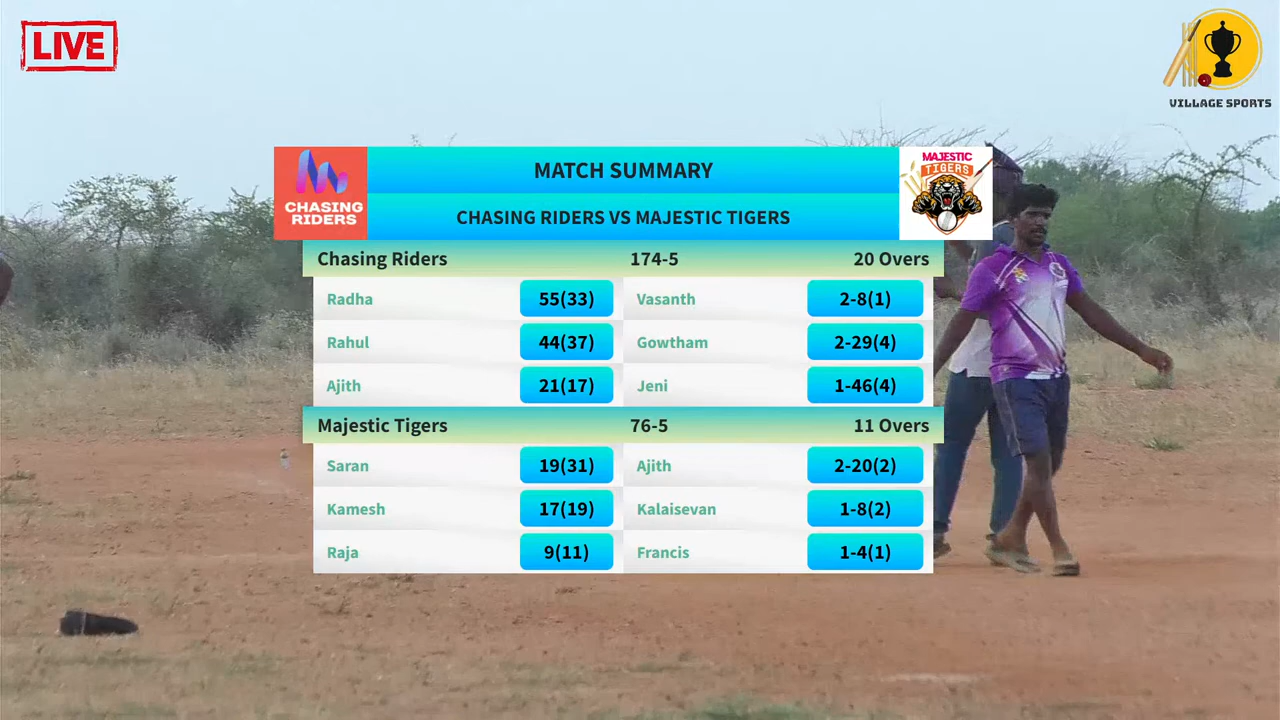 LIVE
VILLAGE SPORTS
CHASING
RIDERS
MATCH SUMMARY
CHASING RIDERS VS MAJESTIC TIGERS
MAJESTIC
TIGERS
Chasing Riders 174-5 20 Overs
Radha 55(33) Vasanth 2-8(1)
Rahul 44(37) Gowtham 2-29(4)
Ajith 21(17) Jeni 1-46(4)
Majestic Tigers 76-5 11 Overs
Saran 19(31) Ajith 2-20(2)
Kamesh 17(19) Kalaisevan 1-8(2)
Raja 9(11) Francis 1-4(1)